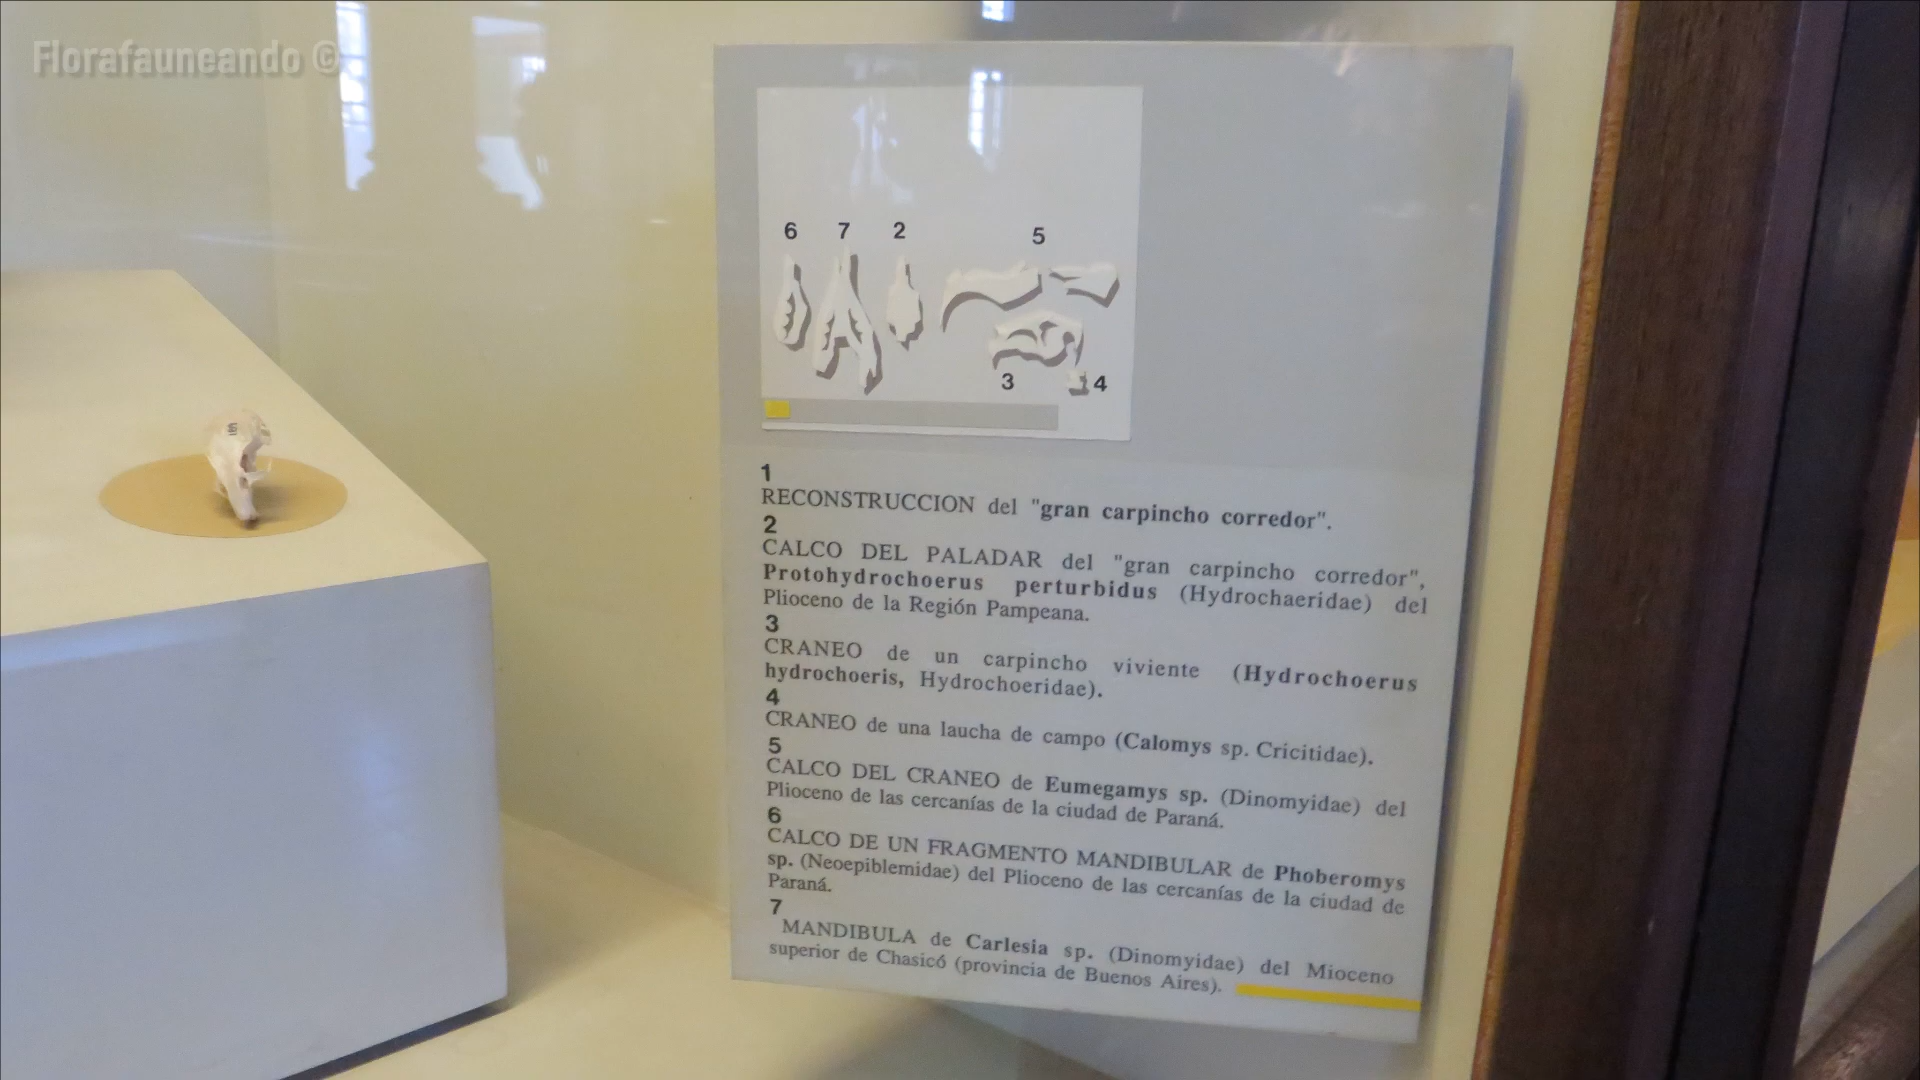 Florafauneando ©
6 7 2 5
3 4
1
RECONSTRUCCION del "gran carpincho corredor".
2
CALCO DEL PALADAR del "gran carpincho corredor",
Protohydrochoerus perturbidus (Hydrochaeridae) del
Plioceno de la Región Pampeana.
3
CRANEO de un carpincho viviente (Hydrochoerus
hydrochoeris, Hydrochoeridae).
4
CRANEO de una laucha de campo (Calomys sp. Cricitidae).
5
CALCO DEL CRANEO de Eumegamys sp. (Dinomyidae) del
Plioceno de las cercanías de la ciudad de Paraná.
6
CALCO DE UN FRAGMENTO MANDIBULAR de Phoberomys
sp. (Neoepiblemidae) del Plioceno de las cercanías de la ciudad de
Paraná.
7
MANDIBULA de Carlesia sp. (Dinomyidae) del Mioceno
superior de Chasicó (provincia de Buenos Aires).